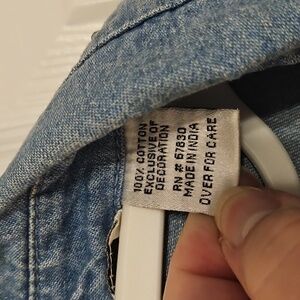 100% COTTON
EXCLUSIVE OF
DECORATION
RN # 67830
MADE IN INDIA
OVER FOR CARE